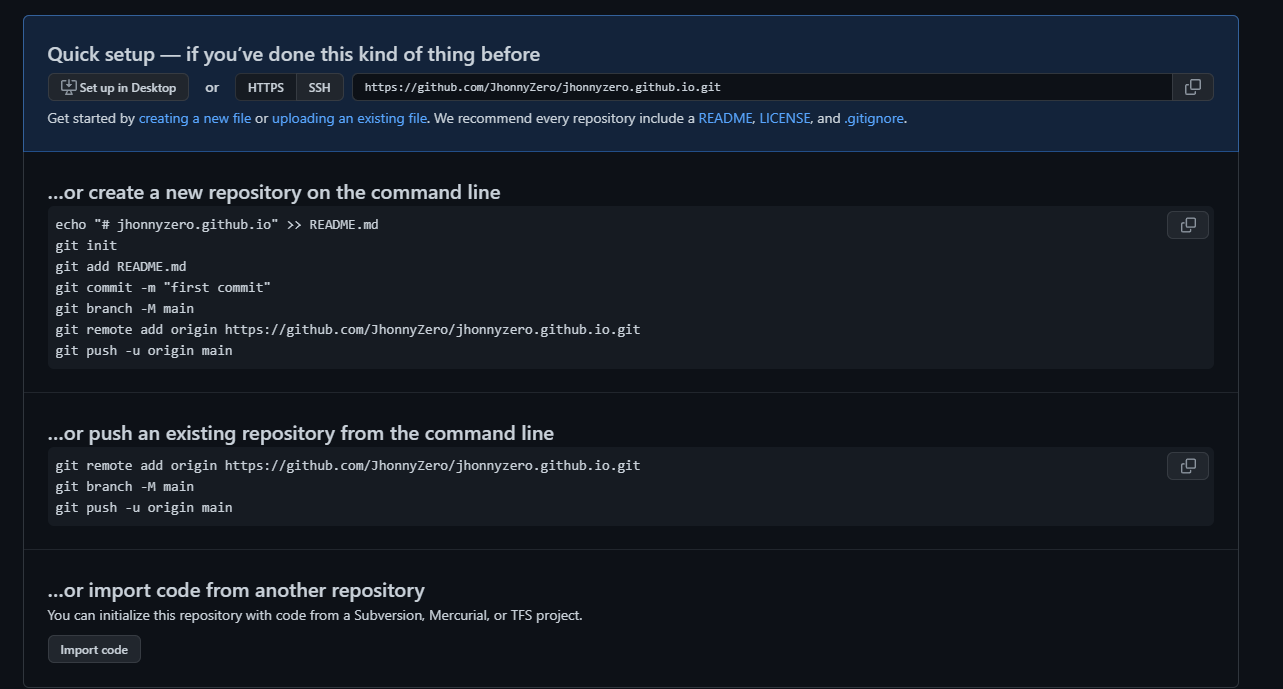 Quick setup — if you’ve done this kind of thing before
Set up in Desktop or HTTPS SSH https://github.com/JhonnyZero/jhonnyzero.github.io.git
Get started by creating a new file or uploading an existing file. We recommend every repository include a README, LICENSE, and .gitignore.
…or create a new repository on the command line
echo "# jhonnyzero.github.io" >> README.md
git init
git add README.md
git commit -m "first commit"
git branch -M main
git remote add origin https://github.com/JhonnyZero/jhonnyzero.github.io.git
git push -u origin main
…or push an existing repository from the command line
git remote add origin https://github.com/JhonnyZero/jhonnyzero.github.io.git
git branch -M main
git push -u origin main
…or import code from another repository
You can initialize this repository with code from a Subversion, Mercurial, or TFS project.
Import code